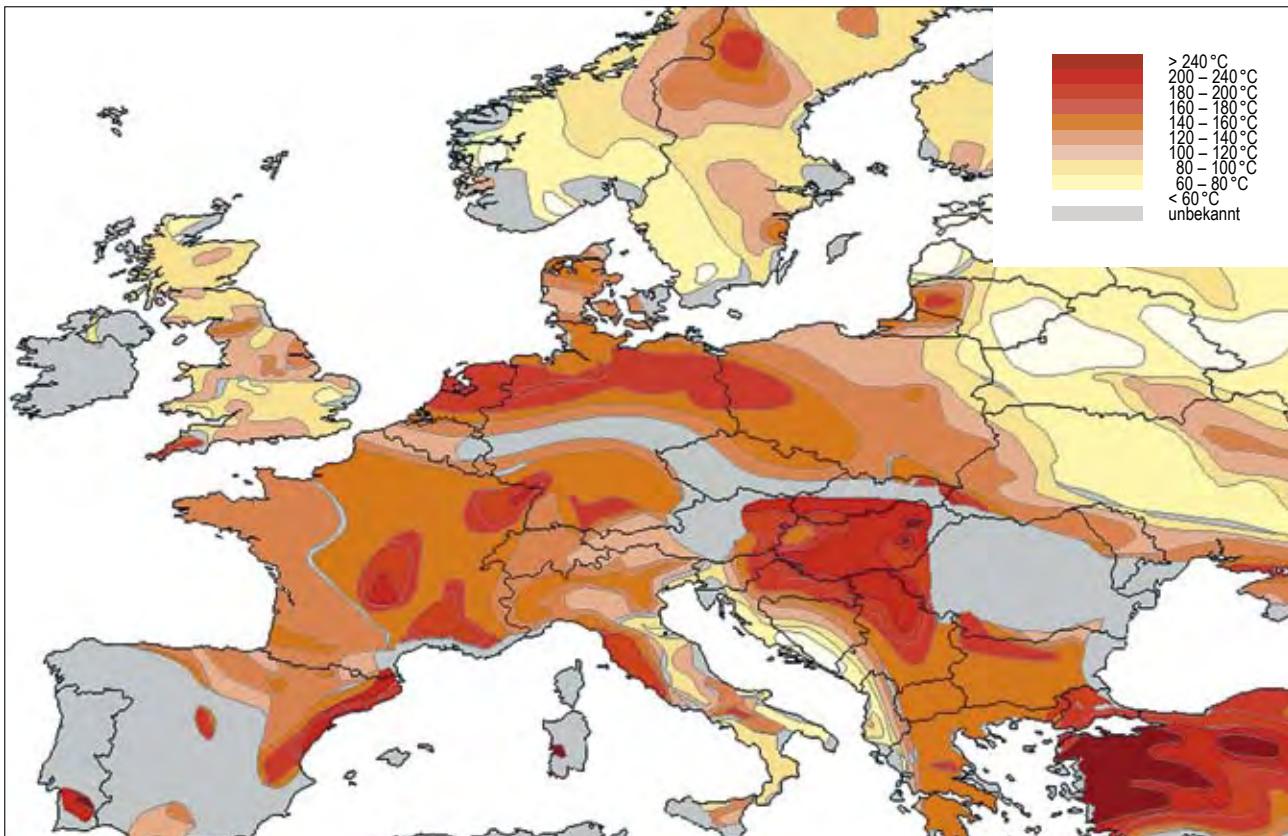 > 240 °C
200 – 240 °C
180 – 200 °C
160 – 180 °C
140 – 160 °C
120 – 140 °C
100 – 120 °C
80 – 100 °C
60 – 80 °C
< 60 °C
unbekannt